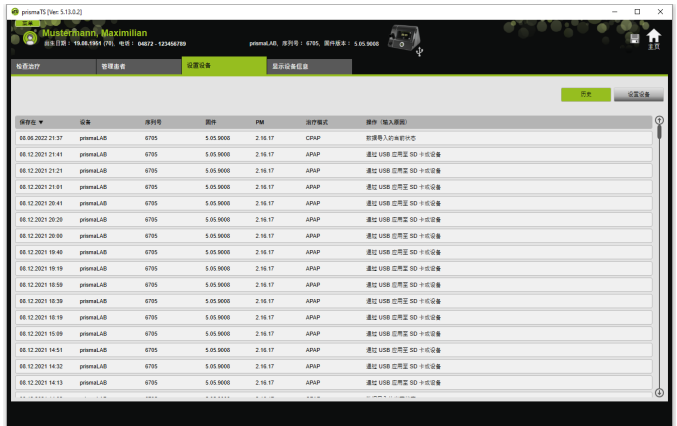 prismaTS [Ver. 5.13.0.2]
菜单
Mustermann, Maximilian
出生日期： 19.08.1951 (70)， 电话： 04872 - 123456789
prismaLAB， 序列号： 6705， 固件版本： 5.05.9008
主页
检查治疗 管理患者 设置设备 显示设备信息
历史 设置设备
保存在 ▼ 设备 序列号 固件 PM 治疗模式 操作（输入原因）
08.06.2022 21:37 prismaLAB 6705 5.05.9008 2.16.17 CPAP 数据导入的当前状态
08.12.2021 21:41 prismaLAB 6705 5.05.9008 2.16.17 APAP 通过 USB 应用至 SD 卡或设备
08.12.2021 21:21 prismaLAB 6705 5.05.9008 2.16.17 APAP 通过 USB 应用至 SD 卡或设备
08.12.2021 21:01 prismaLAB 6705 5.05.9008 2.16.17 APAP 通过 USB 应用至 SD 卡或设备
08.12.2021 20:41 prismaLAB 6705 5.05.9008 2.16.17 APAP 通过 USB 应用至 SD 卡或设备
08.12.2021 20:20 prismaLAB 6705 5.05.9008 2.16.17 APAP 通过 USB 应用至 SD 卡或设备
08.12.2021 20:00 prismaLAB 6705 5.05.9008 2.16.17 APAP 通过 USB 应用至 SD 卡或设备
08.12.2021 19:40 prismaLAB 6705 5.05.9008 2.16.17 APAP 通过 USB 应用至 SD 卡或设备
08.12.2021 19:19 prismaLAB 6705 5.05.9008 2.16.17 APAP 通过 USB 应用至 SD 卡或设备
08.12.2021 18:59 prismaLAB 6705 5.05.9008 2.16.17 APAP 通过 USB 应用至 SD 卡或设备
08.12.2021 18:39 prismaLAB 6705 5.05.9008 2.16.17 APAP 通过 USB 应用至 SD 卡或设备
08.12.2021 18:19 prismaLAB 6705 5.05.9008 2.16.17 APAP 通过 USB 应用至 SD 卡或设备
08.12.2021 15:09 prismaLAB 6705 5.05.9008 2.16.17 APAP 通过 USB 应用至 SD 卡或设备
08.12.2021 14:51 prismaLAB 6705 5.05.9008 2.16.17 APAP 通过 USB 应用至 SD 卡或设备
08.12.2021 14:32 prismaLAB 6705 5.05.9008 2.16.17 APAP 通过 USB 应用至 SD 卡或设备
08.12.2021 14:13 prismaLAB 6705 5.05.9008 2.16.17 APAP 通过 USB 应用至 SD 卡或设备